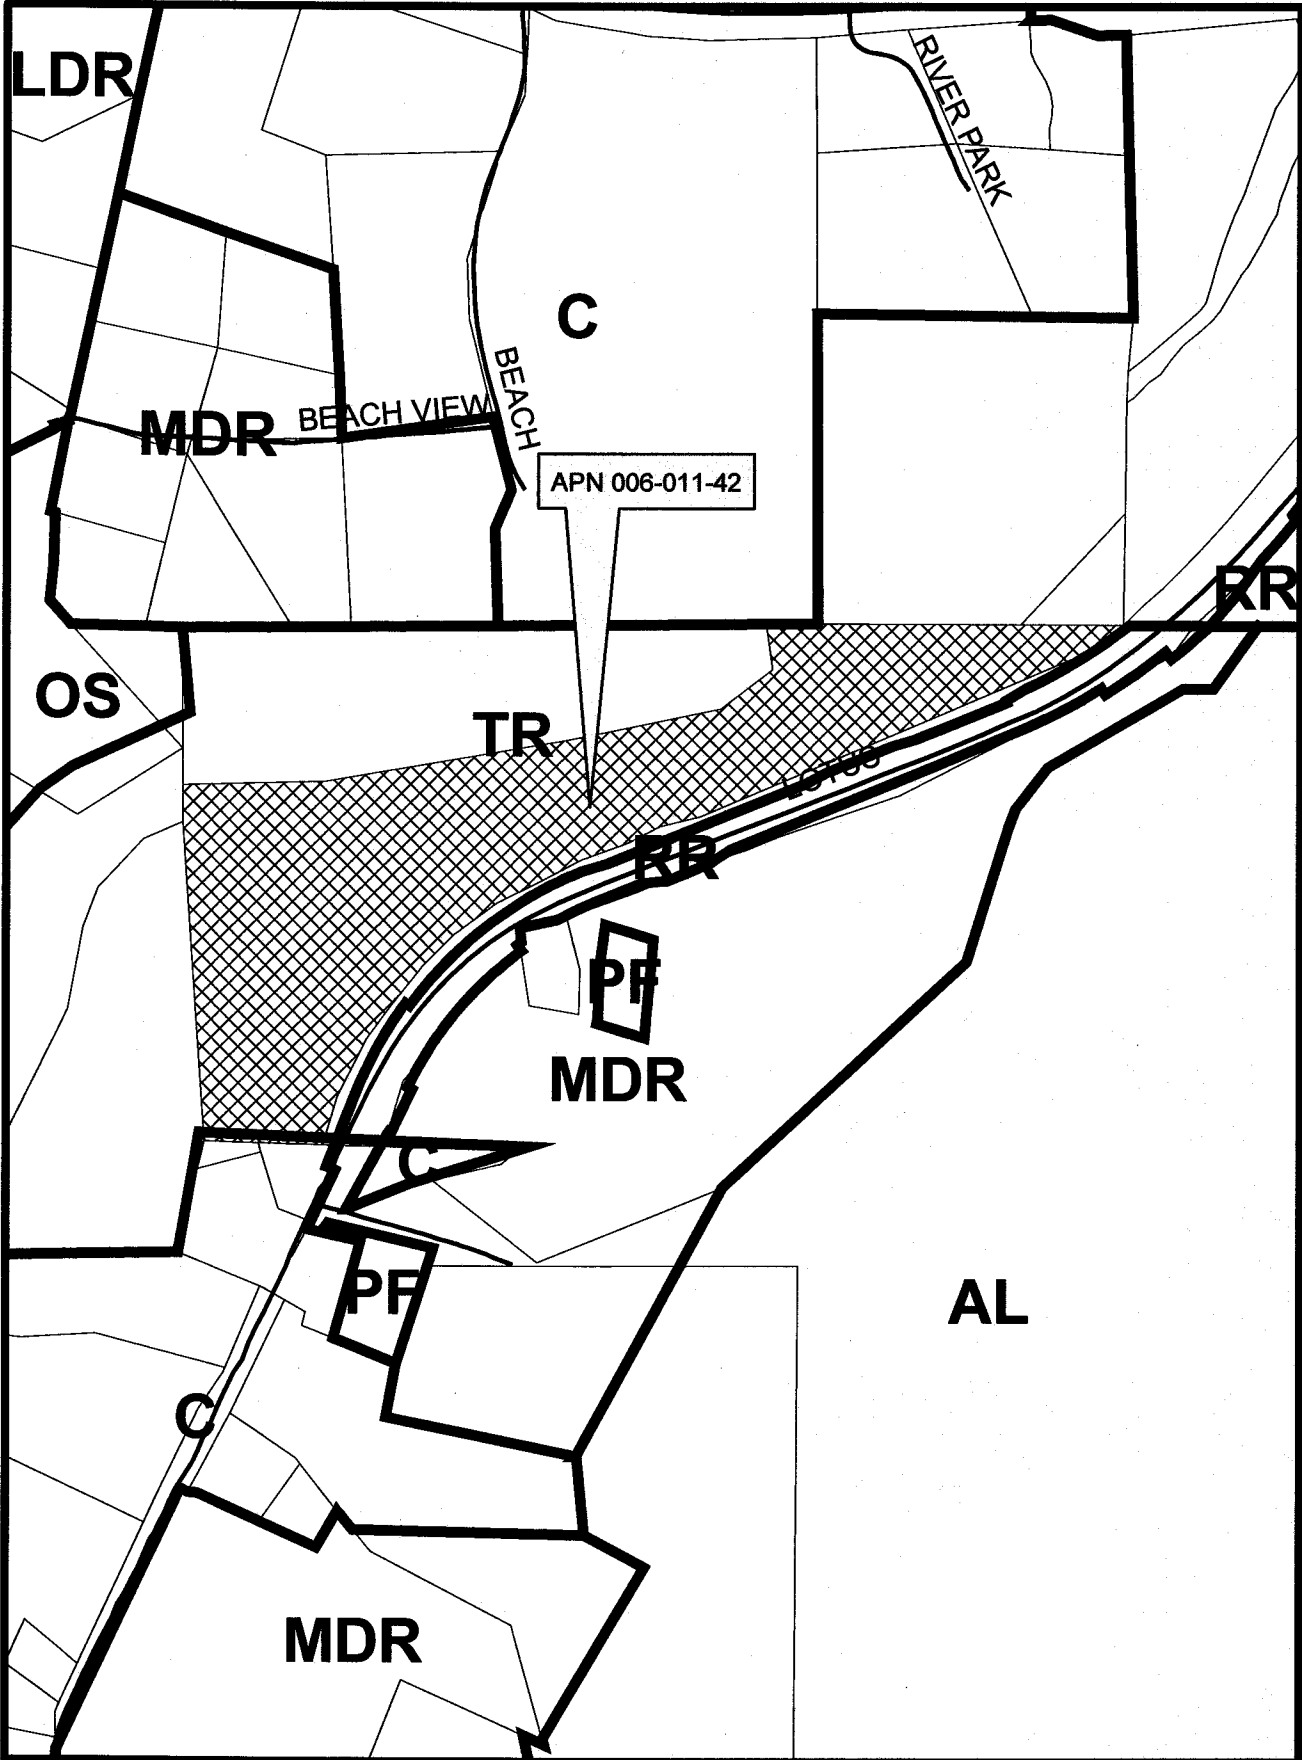 LDR
RIVER PARK
C
BEACH
BEACH VIEW
MDR
APN 006-011-42
RR
OS
TR
LOTUS
RR
PF
MDR
C
PF
AL
C
MDR